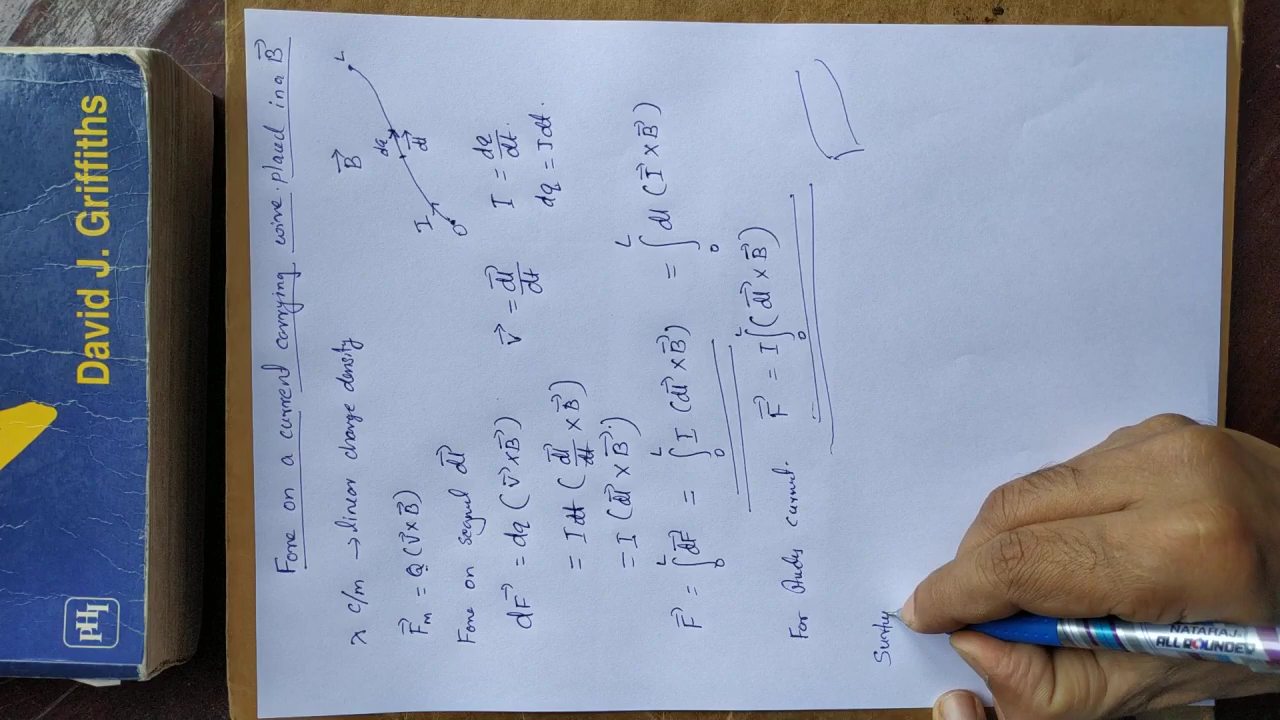 David J. Griffiths
PHI
Force on a current carrying wire placed in a B⃗
λ c/m → linear charge density
B⃗
F⃗m = Q (V⃗ × B⃗)
I
O
dq
dl⃗
L
Force on segment dl⃗
dF⃗ = dq (V⃗ × B⃗)
V⃗ = dl⃗/dt
I = dq/dt.
= I dt (dl⃗/dt × B⃗)
dq = I dt.
= I (dl⃗ × B⃗).
F⃗ = ∫₀ᴸ dF⃗ = ∫₀ᴸ I (dl⃗ × B⃗) = ∫₀ᴸ dl (I⃗ × B⃗)
For steady current. F⃗ = I ∫₀ᴸ (dl⃗ × B⃗)
NATARAJ
ALL ROUNDER